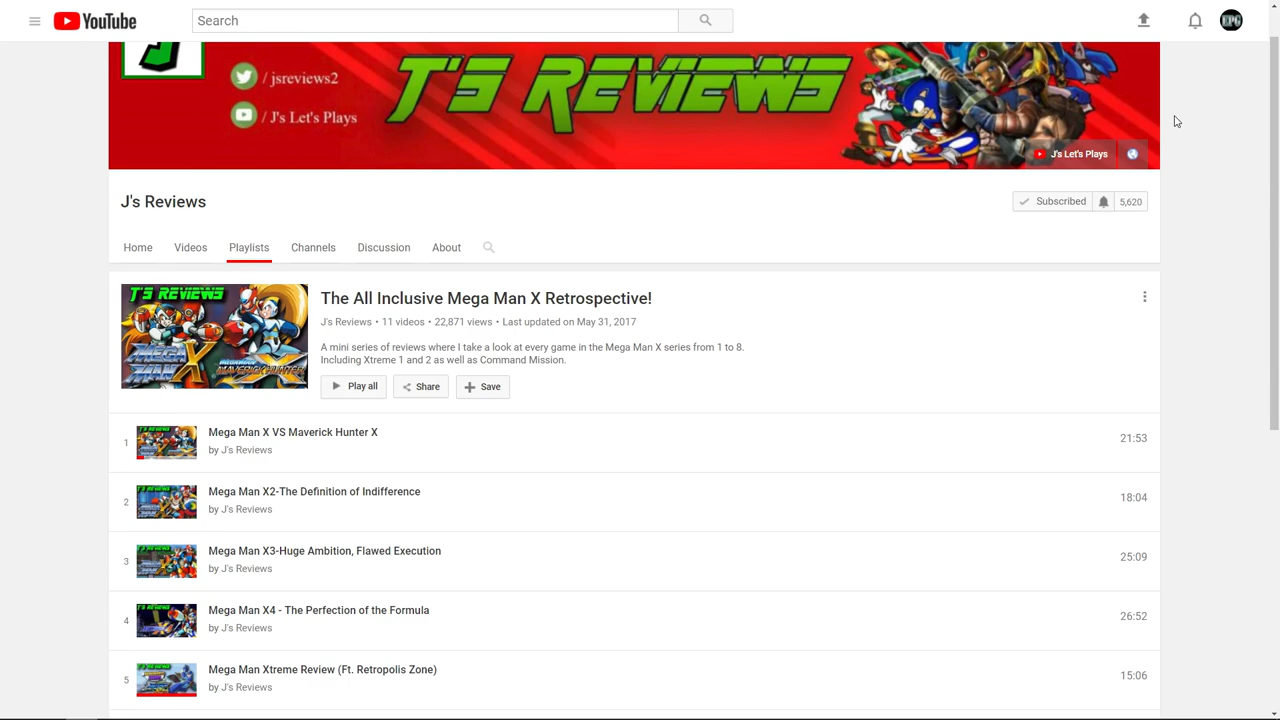 YouTube
Search
EPG
/ jsreviews2
/ J's Let's Plays
J'S REVIEWS
J's Let's Plays
J's Reviews
Subscribed 5,620
Home Videos Playlists Channels Discussion About
J'S REVIEWS
MEGA MAN X
MAVERICK HUNTER X
The All Inclusive Mega Man X Retrospective!
J's Reviews • 11 videos • 22,871 views • Last updated on May 31, 2017
A mini series of reviews where I take a look at every game in the Mega Man X series from 1 to 8.
Including Xtreme 1 and 2 as well as Command Mission.
Play all Share Save
1 Mega Man X VS Maverick Hunter X 21:53
by J's Reviews
2 Mega Man X2-The Definition of Indifference 18:04
by J's Reviews
3 Mega Man X3-Huge Ambition, Flawed Execution 25:09
by J's Reviews
4 Mega Man X4 - The Perfection of the Formula 26:52
by J's Reviews
5 Mega Man Xtreme Review (Ft. Retropolis Zone) 15:06
by J's Reviews